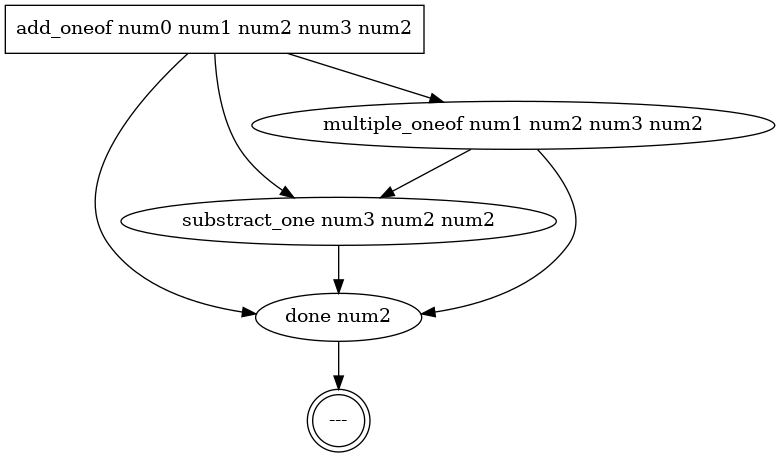 add_oneof num0 num1 num2 num3 num2
multiple_oneof num1 num2 num3 num2
substract_one num3 num2 num2
done num2
---